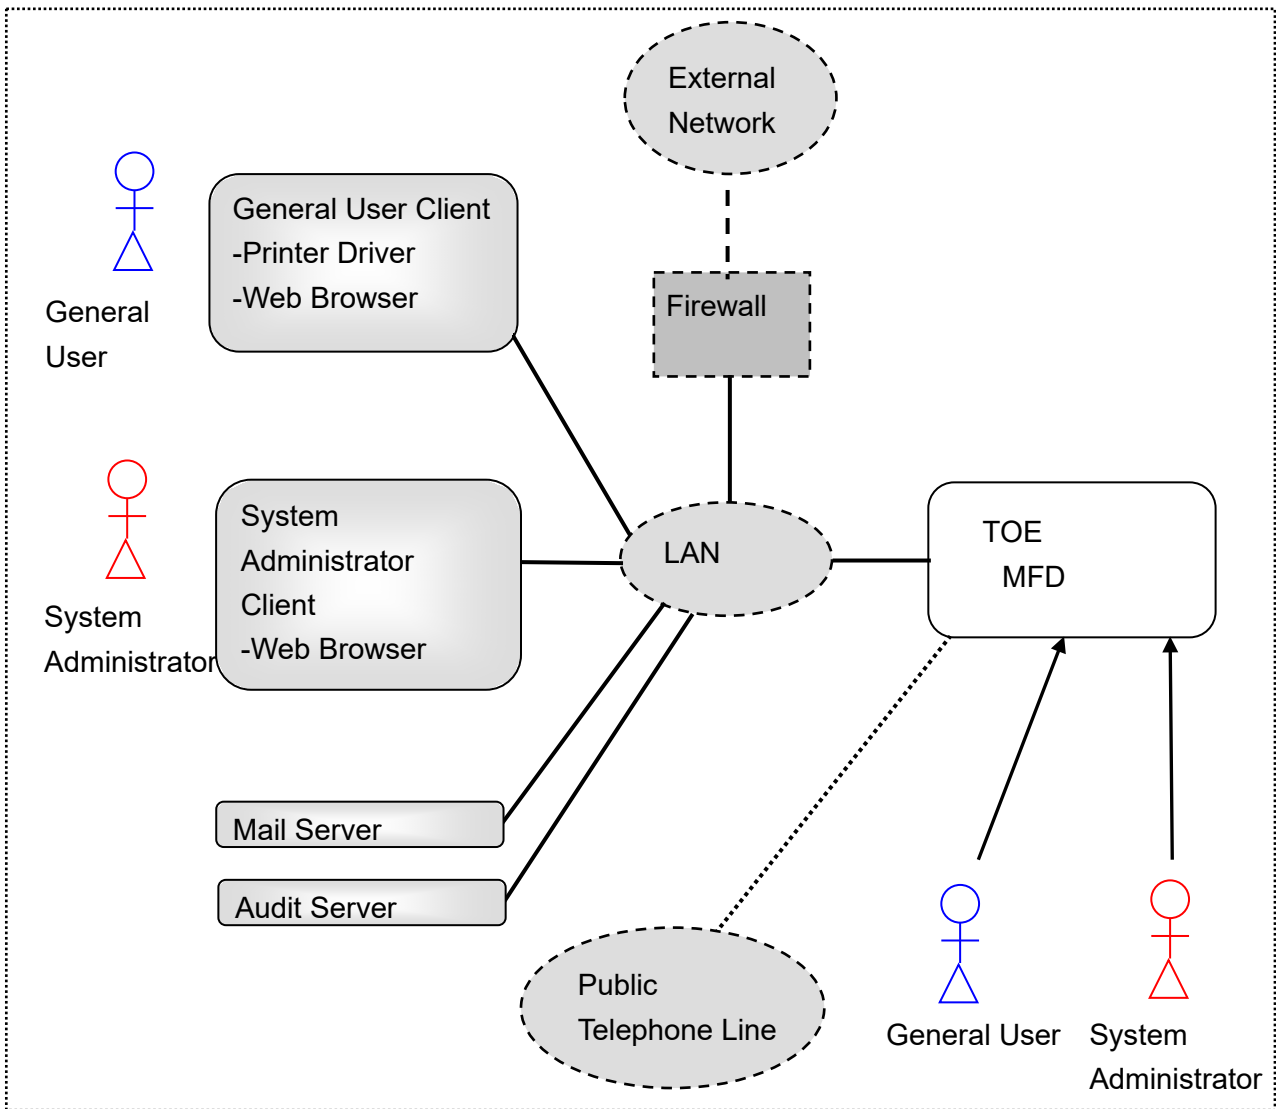 External
Network
General User Client
-Printer Driver
-Web Browser
General
User
Firewall
System
Administrator
Client
-Web Browser
System
Administrator
LAN
TOE
MFD
Mail Server
Audit Server
Public
Telephone Line
General User
System
Administrator